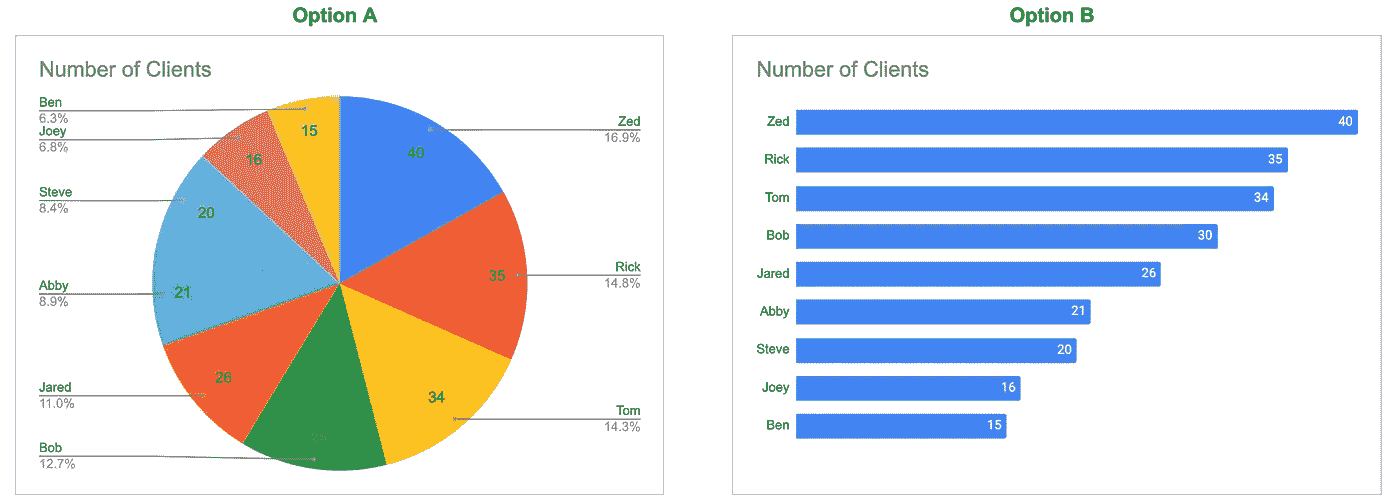 Option A
Number of Clients
Ben
6.3%
Joey
6.8%
Steve
8.4%
Abby
8.9%
Jared
11.0%
Bob
12.7%
Zed
16.9%
Rick
14.8%
Tom
14.3%
15
40
16
20
35
21
26
34
Option B
Number of Clients
Zed 40
Rick 35
Tom 34
Bob 30
Jared 26
Abby 21
Steve 20
Joey 16
Ben 15